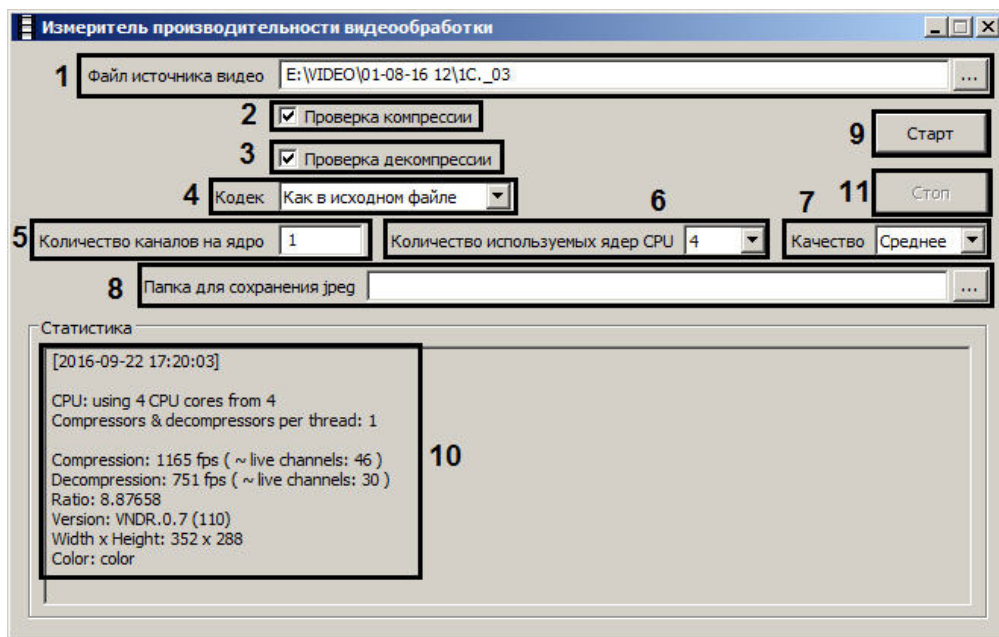 Измеритель производительности видеообработки
1 Файл источника видео E:\VIDEO\01-08-16 12\1C._03 ...
2 Проверка компрессии
9 Старт
3 Проверка декомпрессии
4 Кодек Как в исходном файле
11 Стоп
5 Количество каналов на ядро 1
6 Количество используемых ядер CPU 4
7 Качество Среднее
8 Папка для сохранения jpeg ...
Статистика
[2016-09-22 17:20:03]
CPU: using 4 CPU cores from 4
Compressors & decompressors per thread: 1
Compression: 1165 fps ( ~ live channels: 46 )
10
Decompression: 751 fps ( ~ live channels: 30 )
Ratio: 8.87658
Version: VNDR.0.7 (110)
Width x Height: 352 x 288
Color: color